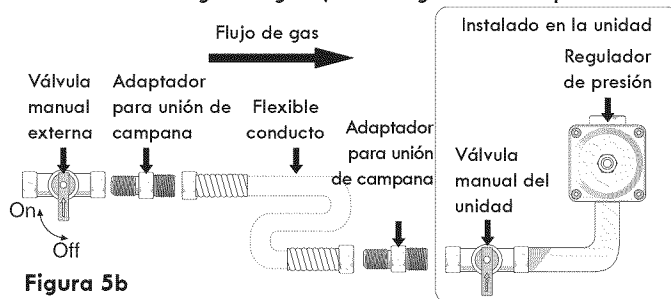 Flujo de gas
Instalado en la unidad
Regulador
de presión
Válvula
manual
externa
Adaptador
para unión de
campana
Flexible
conducto
Adaptador
para unión
de campana
Válvula
manual del
unidad
On
Off
Figura 5b